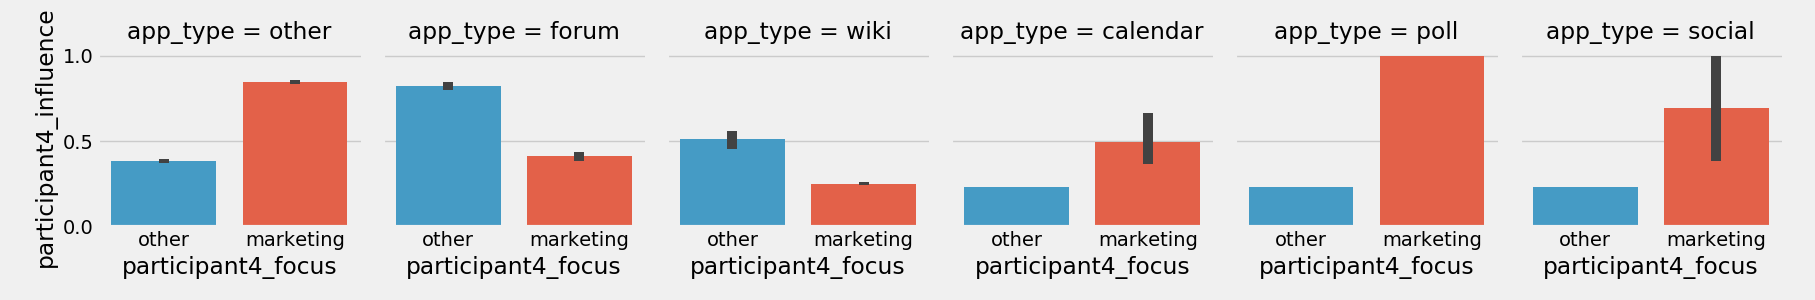 app_type = other
app_type = forum
app_type = wiki
app_type = calendar
app_type = poll
app_type = social
participant4_influence
1.0
0.5
0.0
other marketing
other marketing
other marketing
other marketing
other marketing
other marketing
participant4_focus
participant4_focus
participant4_focus
participant4_focus
participant4_focus
participant4_focus